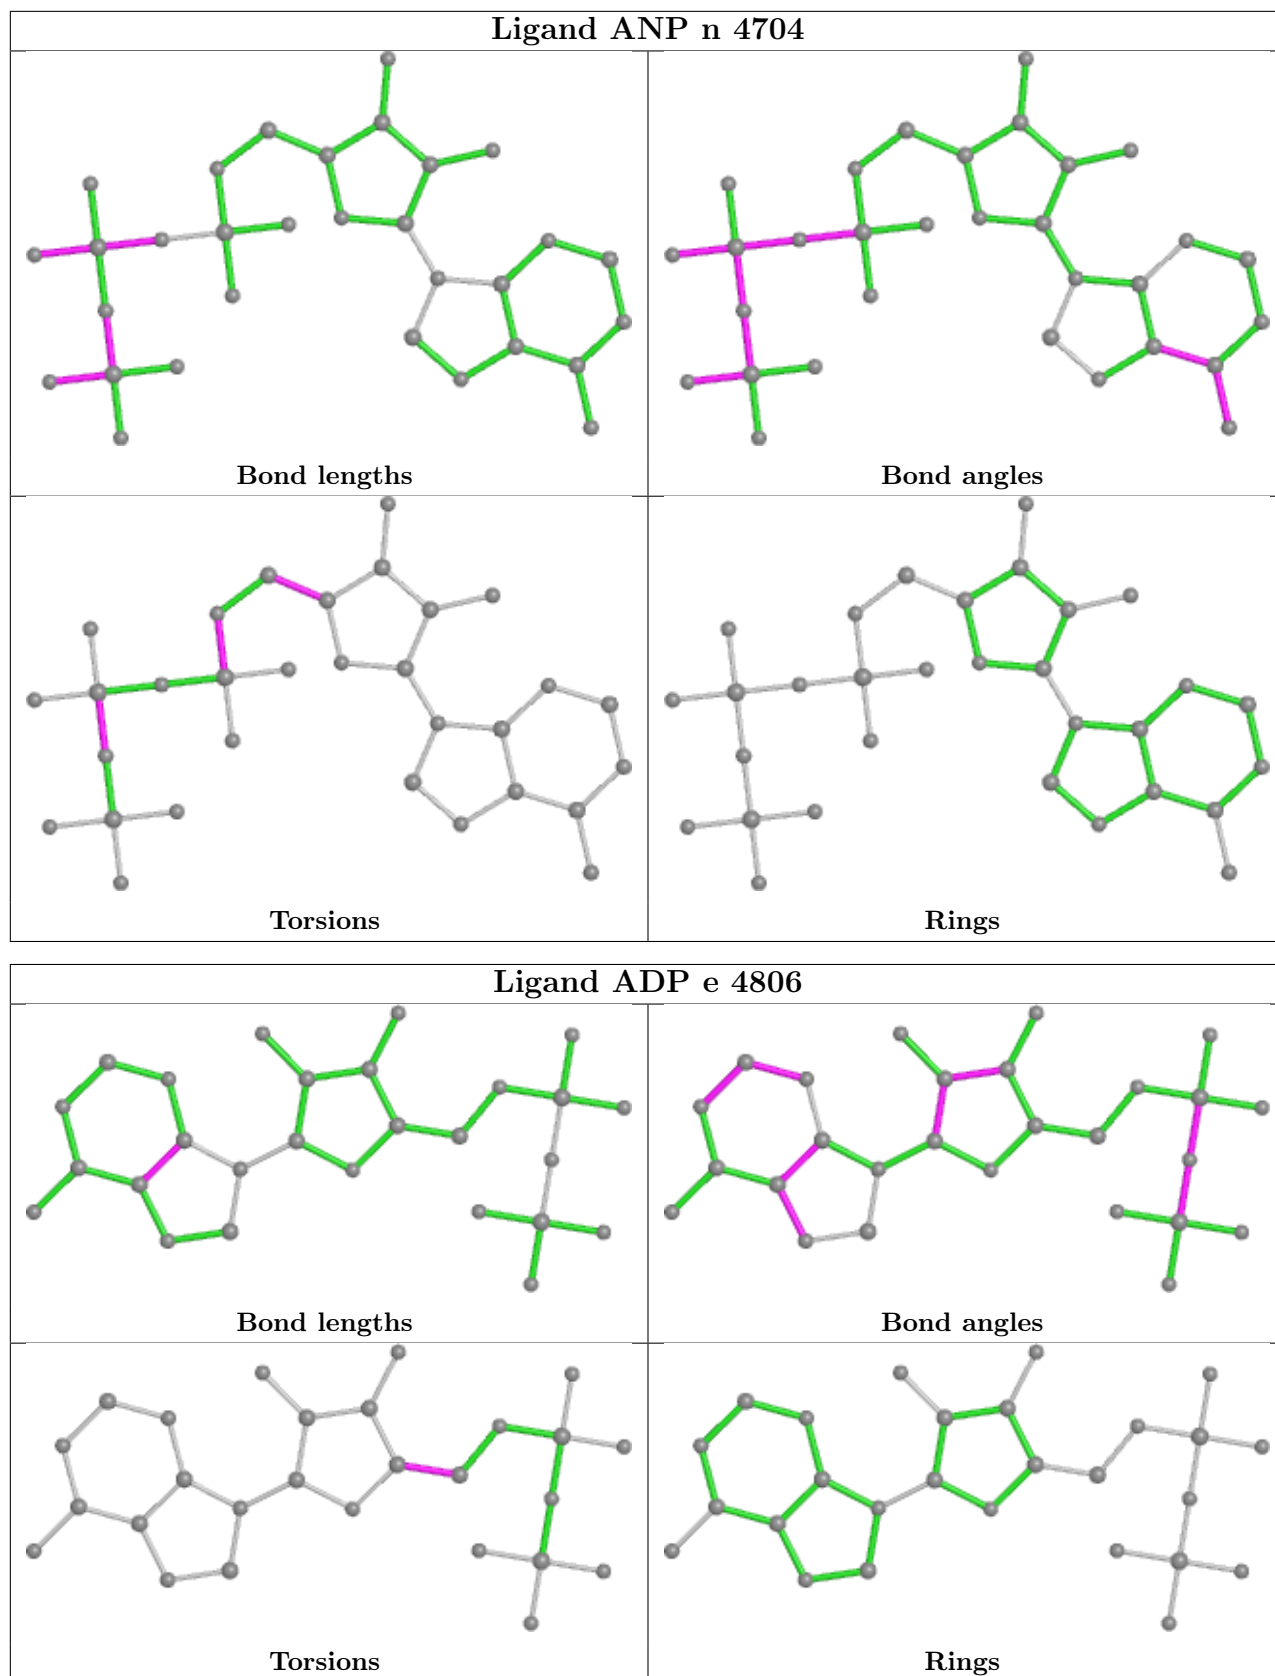 Ligand ANP n 4704
Bond lengths
Bond angles
Torsions
Rings
Ligand ADP e 4806
Bond lengths
Bond angles
Torsions
Rings